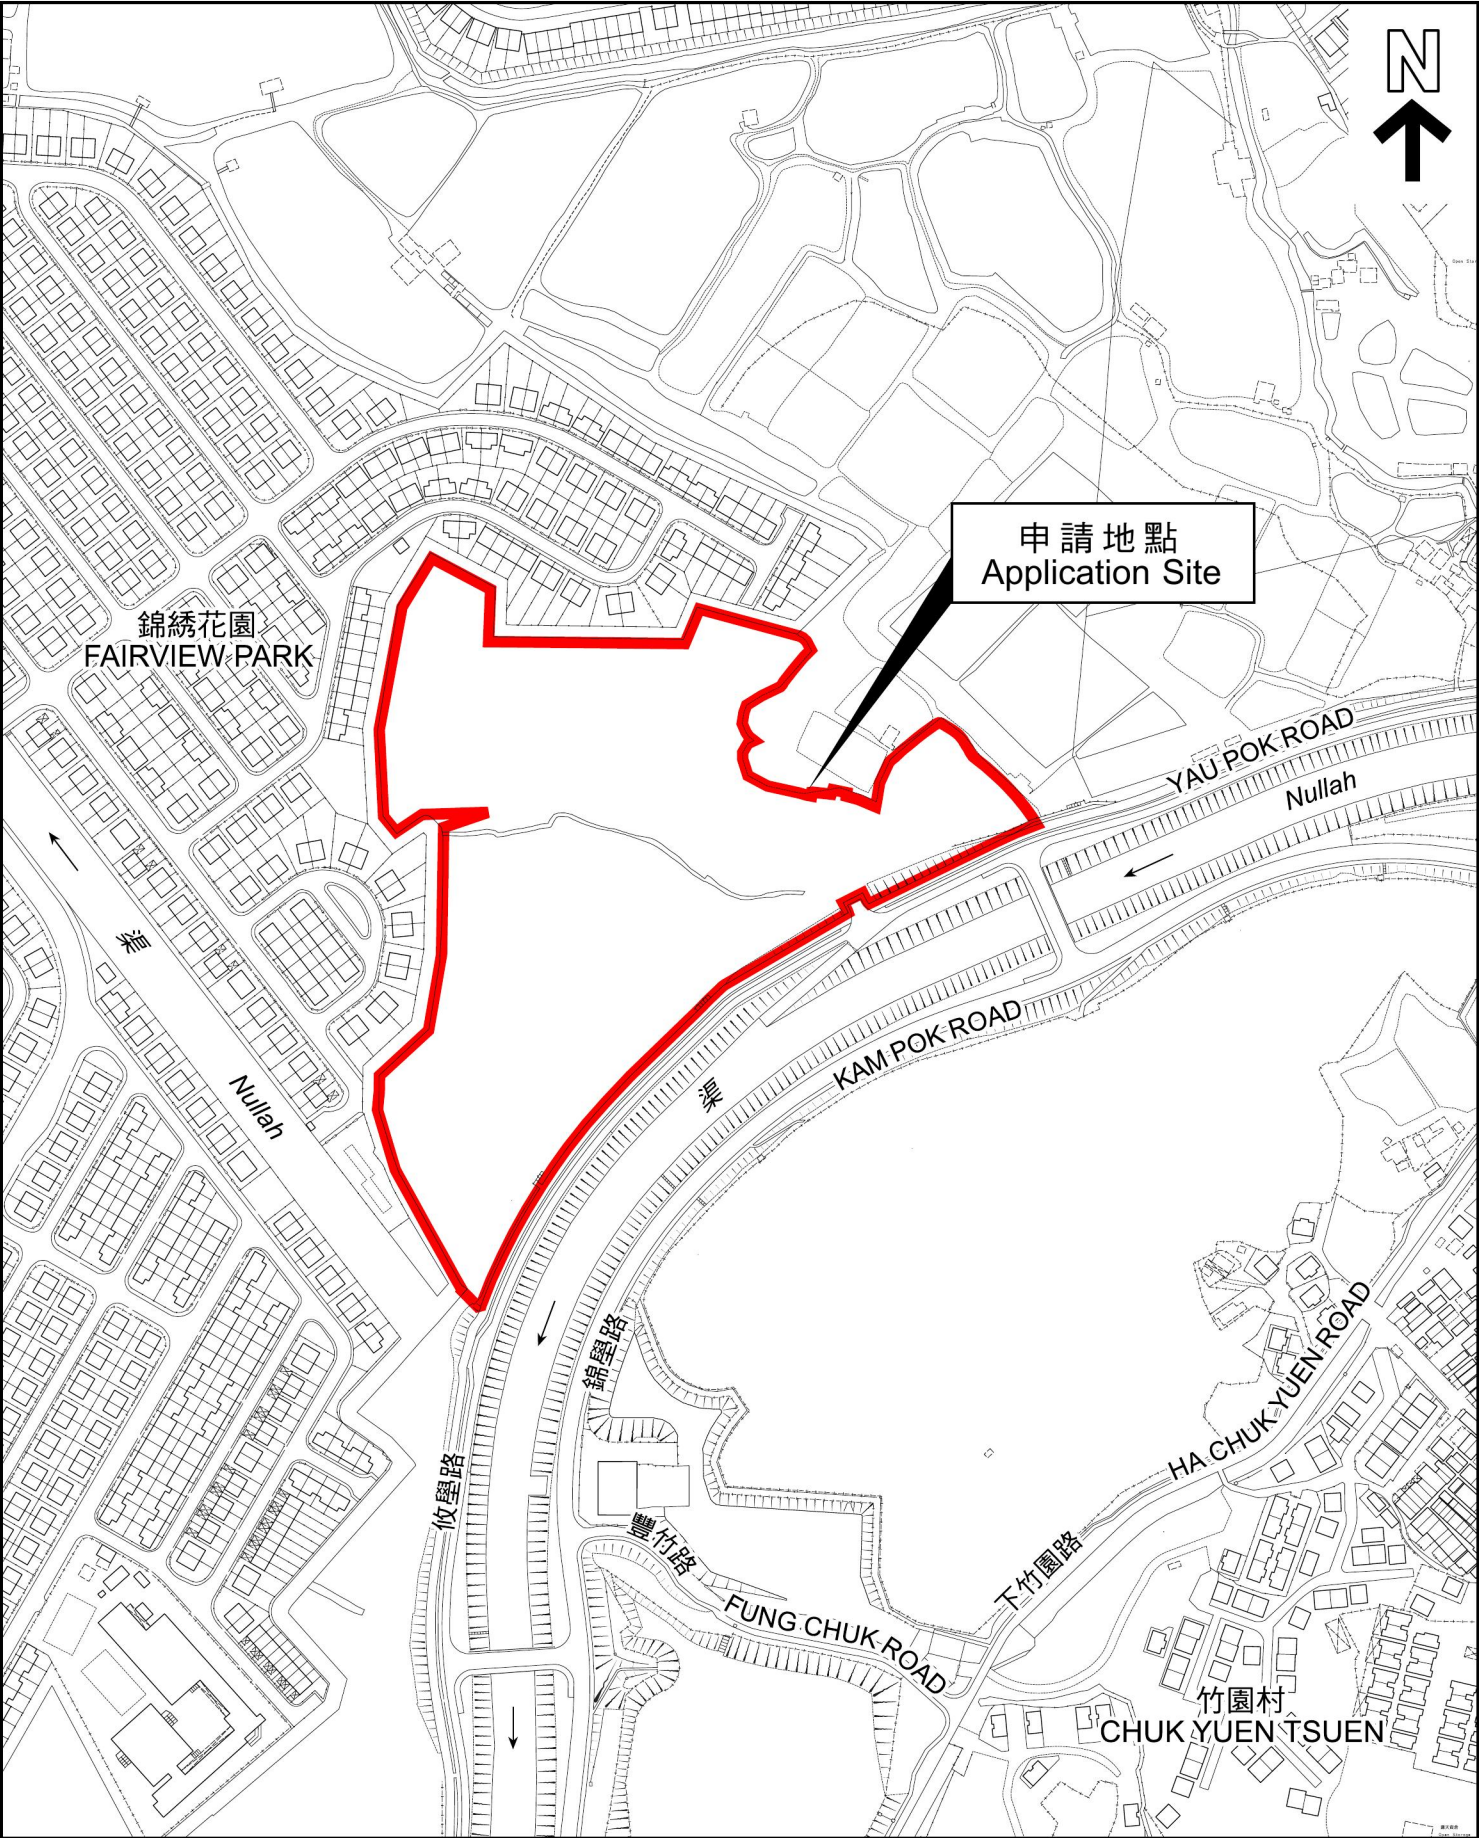 N
申請地點
Application Site
錦綉花園
FAIRVIEW PARK
YAU POK ROAD
Nullah
渠
KAM POK ROAD
渠
Nullah
錦壆路
HA CHUK YUEN ROAD
攸壆路
豐竹路
下竹園路
FUNG CHUK ROAD
竹園村
CHUK YUEN TSUEN